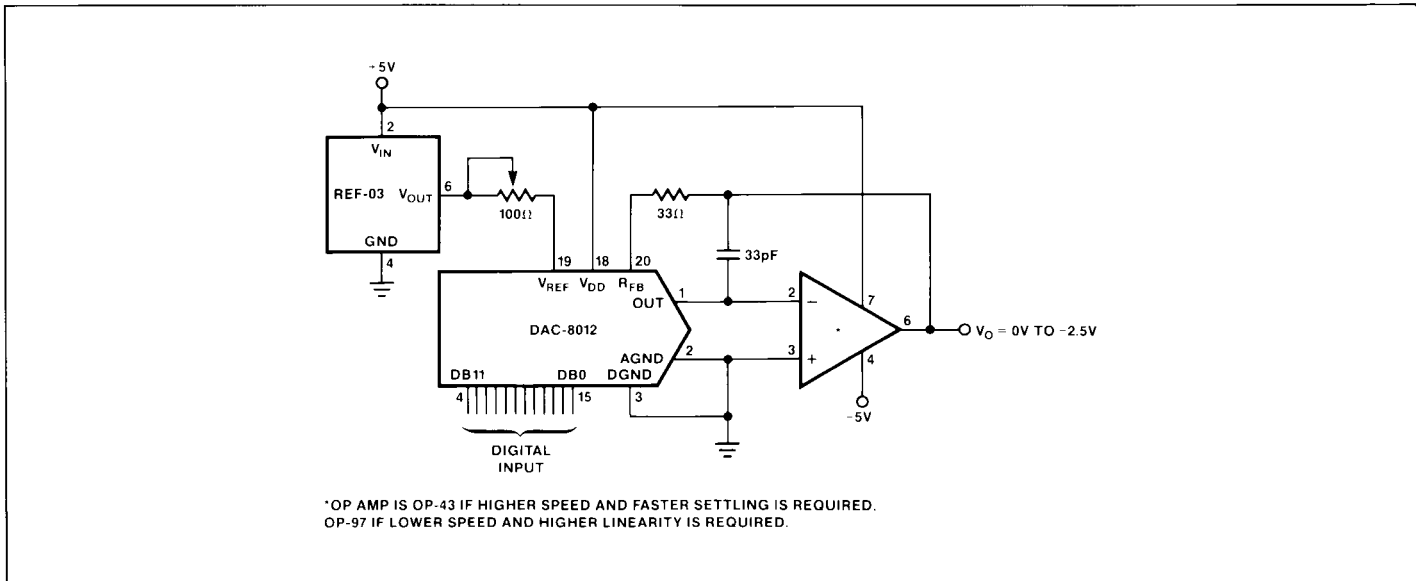 +5V
2
VIN
REF-03
VOUT
6
GND
4
100Ω
33Ω
33pF
19
18
20
VREF
VDD
RFB
OUT
1
DAC-8012
AGND
2
DB11
DB0
DGND
4
15
3
DIGITAL
INPUT
2
−
3
+
*
7
6
4
-5V
VO = 0V TO -2.5V
*OP AMP IS OP-43 IF HIGHER SPEED AND FASTER SETTLING IS REQUIRED.
OP-97 IF LOWER SPEED AND HIGHER LINEARITY IS REQUIRED.